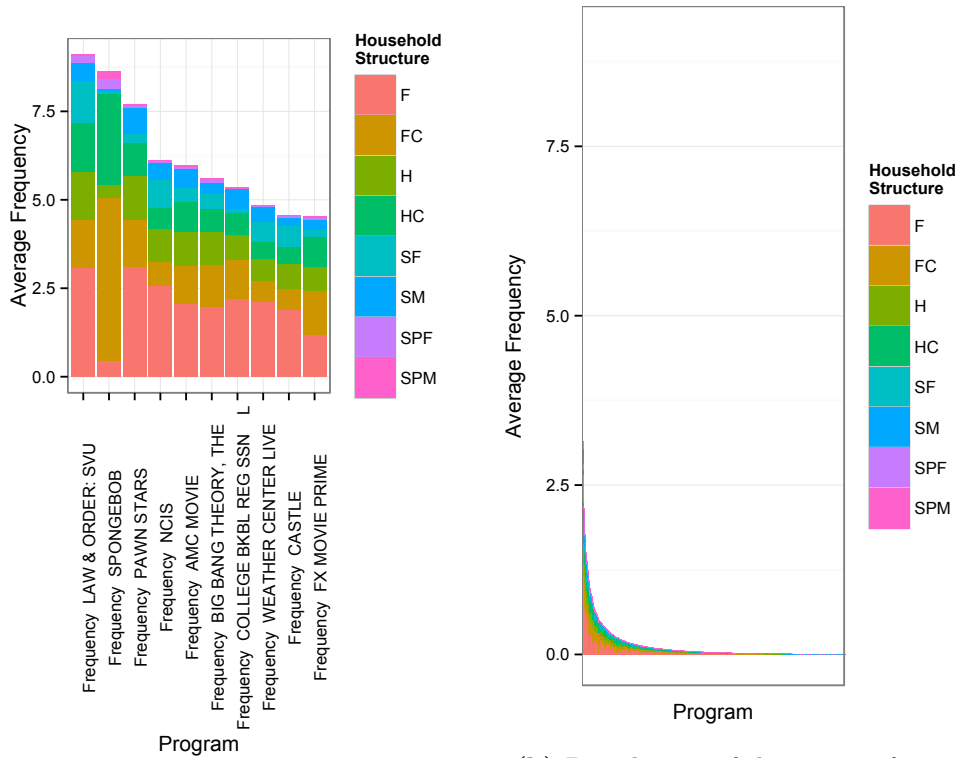 Household
Structure
F
FC
H
HC
SF
SM
SPF
SPM
7.5
5.0
2.5
0.0
Average Frequency
Frequency LAW & ORDER: SVU
Frequency SPONGEBOB
Frequency PAWN STARS
Frequency NCIS
Frequency AMC MOVIE
Frequency BIG BANG THEORY, THE
Frequency COLLEGE BKBL REG SSN L
Frequency WEATHER CENTER LIVE
Frequency CASTLE
Frequency FX MOVIE PRIME
Program
7.5
5.0
2.5
0.0
Average Frequency
Program
Household
Structure
F
FC
H
HC
SF
SM
SPF
SPM